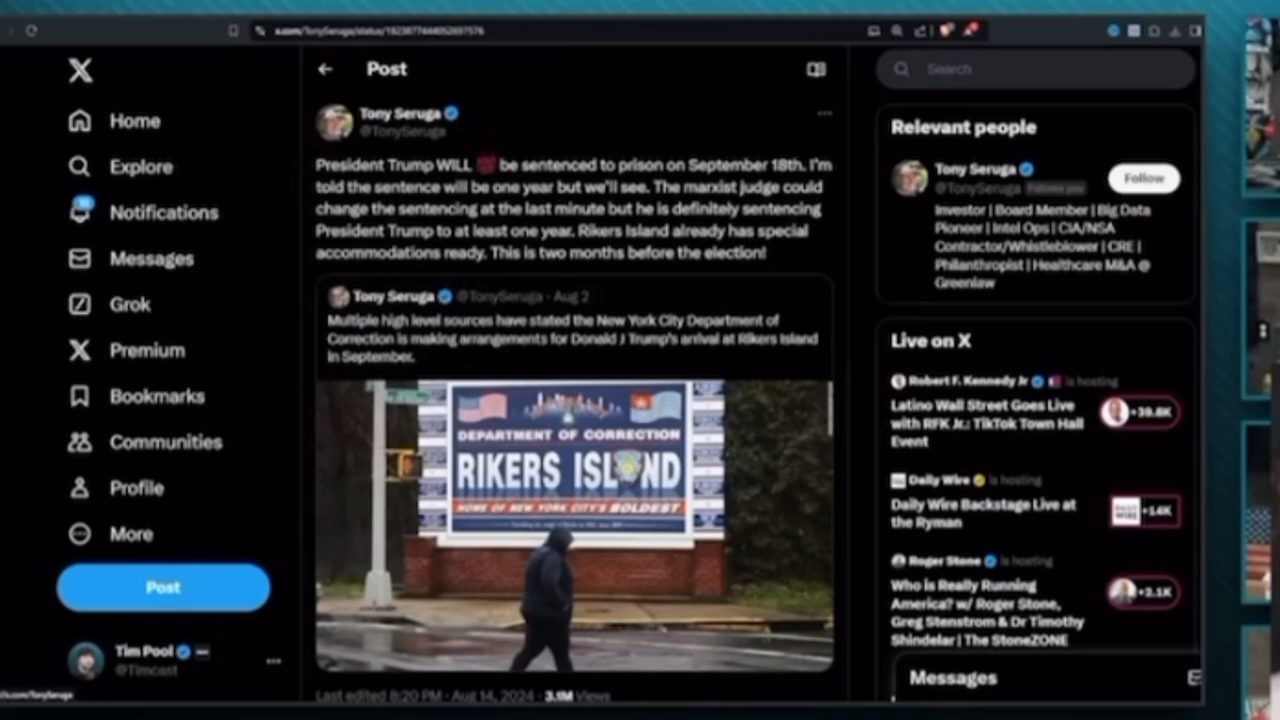 Post
Search
Tony Seruga
@TonySeruga
Home
Explore
Notifications
Messages
Grok
Premium
Bookmarks
Communities
Profile
More
Post
Tim Pool
@Timcast
President Trump WILL 💯 be sentenced to prison on September 18th. I'm
told the sentence will be one year but we'll see. The marxist judge could
change the sentencing at the last minute but he is definitely sentencing
President Trump to at least one year. Rikers Island already has special
accommodations ready. This is two months before the election!
Tony Seruga @TonySeruga · Aug 2
Multiple high level sources have stated the New York City Department of
Correction is making arrangements for Donald J Trump's arrival at Rikers Island
in September.
DEPARTMENT OF CORRECTION
RIKERS ISLAND
HOME OF NEW YORK CITY'S BOLDEST
Last edited 8:20 PM · Aug 14, 2024 · 3.1M Views
Relevant people
Tony Seruga
@TonySeruga Follows you
Follow
Investor | Board Member | Big Data
Pioneer | Intel Ops | CIA/NSA
Contractor/Whistleblower | CRE |
Philanthropist | Healthcare M&A @
Greenlaw
Live on X
Robert F. Kennedy Jr is hosting
Latino Wall Street Goes Live
with RFK Jr.: TikTok Town Hall
Event
+39.8K
Daily Wire is hosting
Daily Wire Backstage Live at
the Ryman
+14K
Roger Stone is hosting
Who is Really Running
America? w/ Roger Stone,
Greg Stenstrom & Dr Timothy
Shindelar | The StoneZONE
+2.1K
Messages